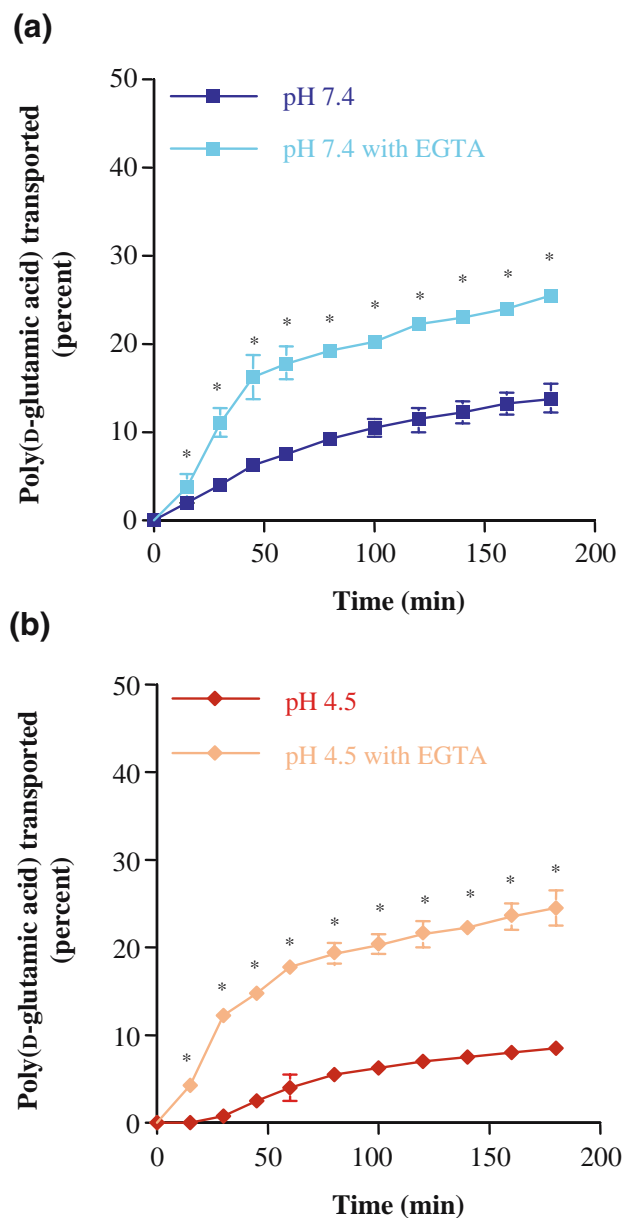 (a)
50
40
30
20
10
0
pH 7.4
pH 7.4 with EGTA
*
*
*
*
*
*
*
*
*
*
Poly(D-glutamic acid) transported
(percent)
0 50 100 150 200
Time (min)
(b)
50
40
30
20
10
0
pH 4.5
pH 4.5 with EGTA
*
*
*
*
*
*
*
*
*
*
Poly(D-glutamic acid) transported
(percent)
0 50 100 150 200
Time (min)